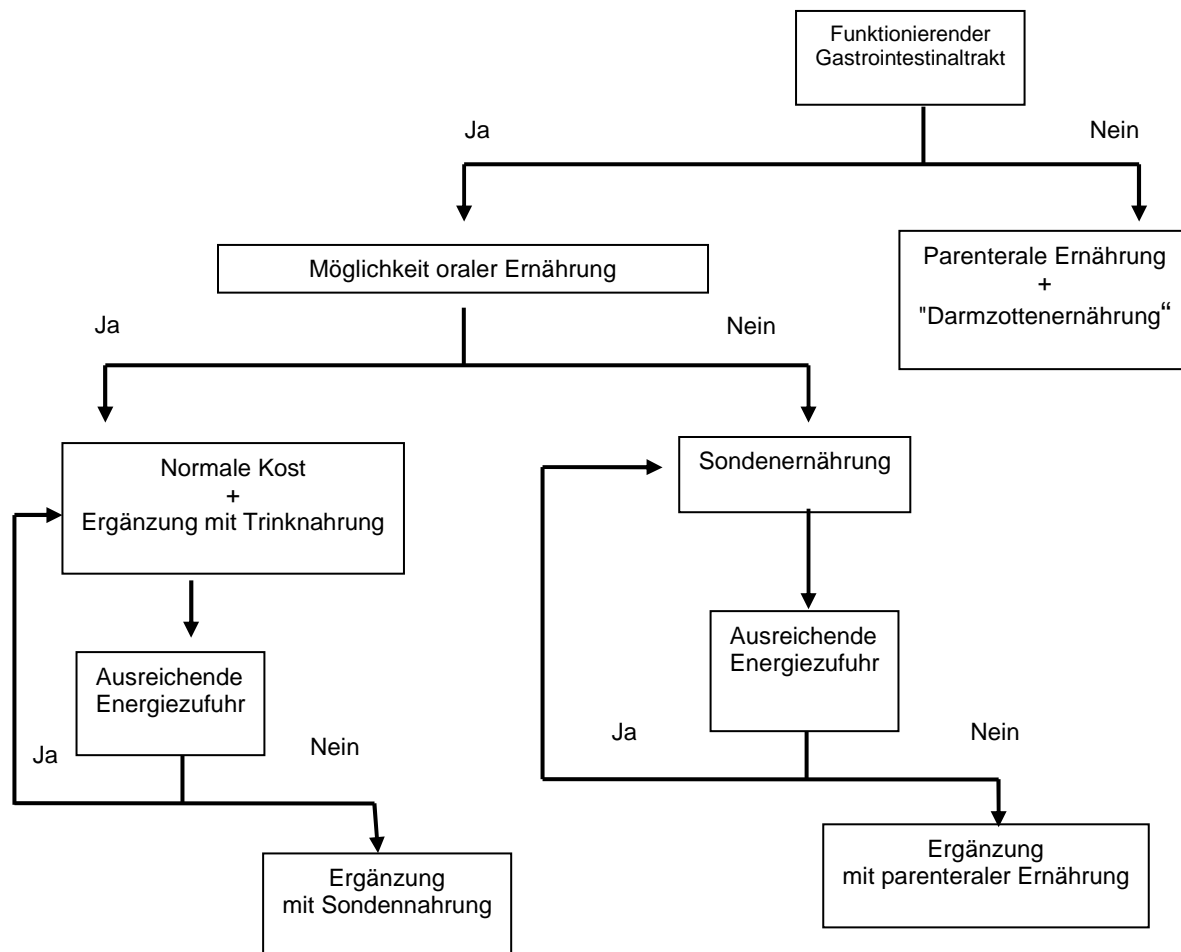 Funktionierender
Gastrointestinaltrakt
Ja
Nein
Möglichkeit oraler Ernährung
Parenterale Ernährung
+
"Darmzottenernährung“
Ja
Nein
Normale Kost
+
Ergänzung mit Trinknahrung
Sondenernährung
Ausreichende
Energiezufuhr
Ausreichende
Energiezufuhr
Ja
Nein
Ja
Nein
Ergänzung
mit Sondennahrung
Ergänzung
mit parenteraler Ernährung